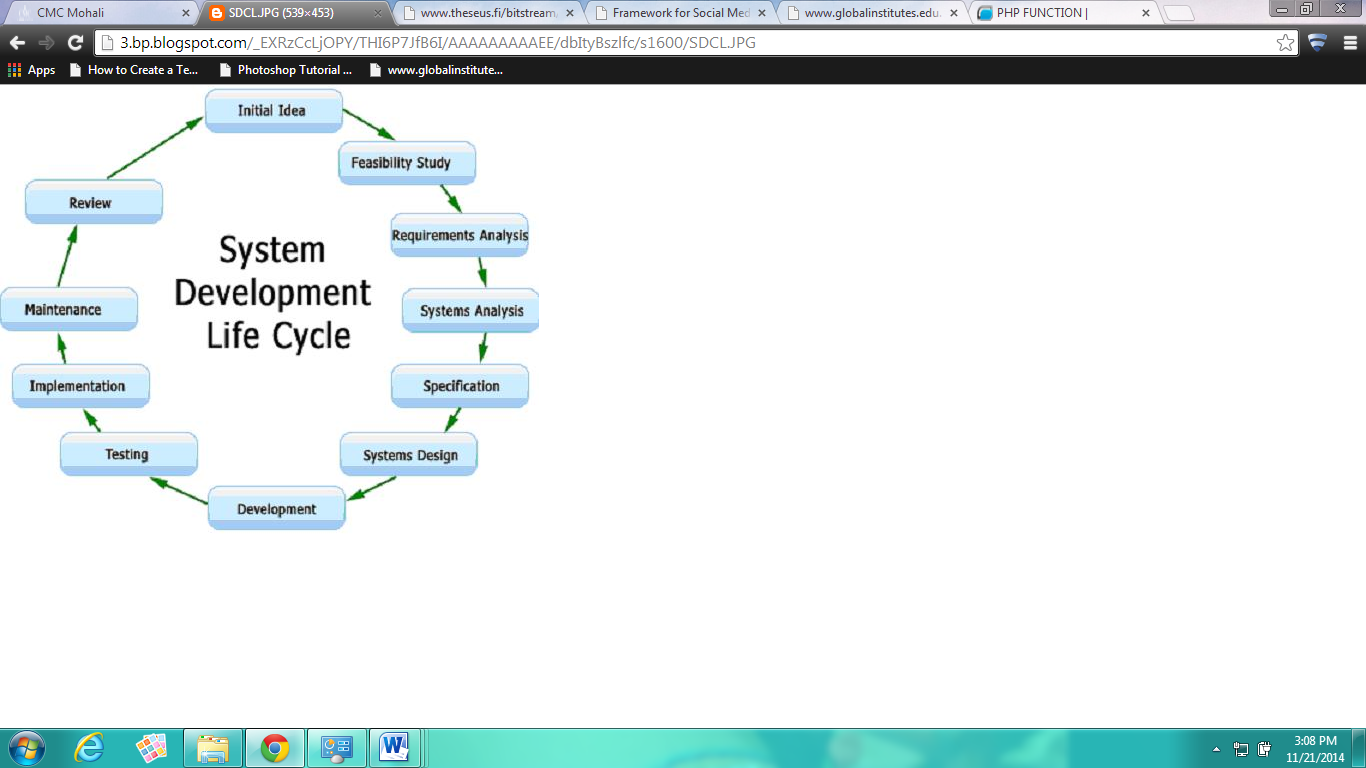 CMC Mohali
SDCL.JPG (539×453)
www.theseus.fi/bitstream
Framework for Social Med
www.globalinstitutes.edu.
PHP FUNCTION |
3.bp.blogspot.com/_EXRzCcLjOPY/THI6P7JfB6I/AAAAAAAAAEE/dbItyBszlfc/s1600/SDCL.JPG
Apps
How to Create a Te...
Photoshop Tutorial ...
www.globalinstitute...
Initial Idea
Feasibility Study
Requirements Analysis
Systems Analysis
Specification
Systems Design
Development
Testing
Implementation
Maintenance
Review
System
Development
Life Cycle
3:08 PM
11/21/2014